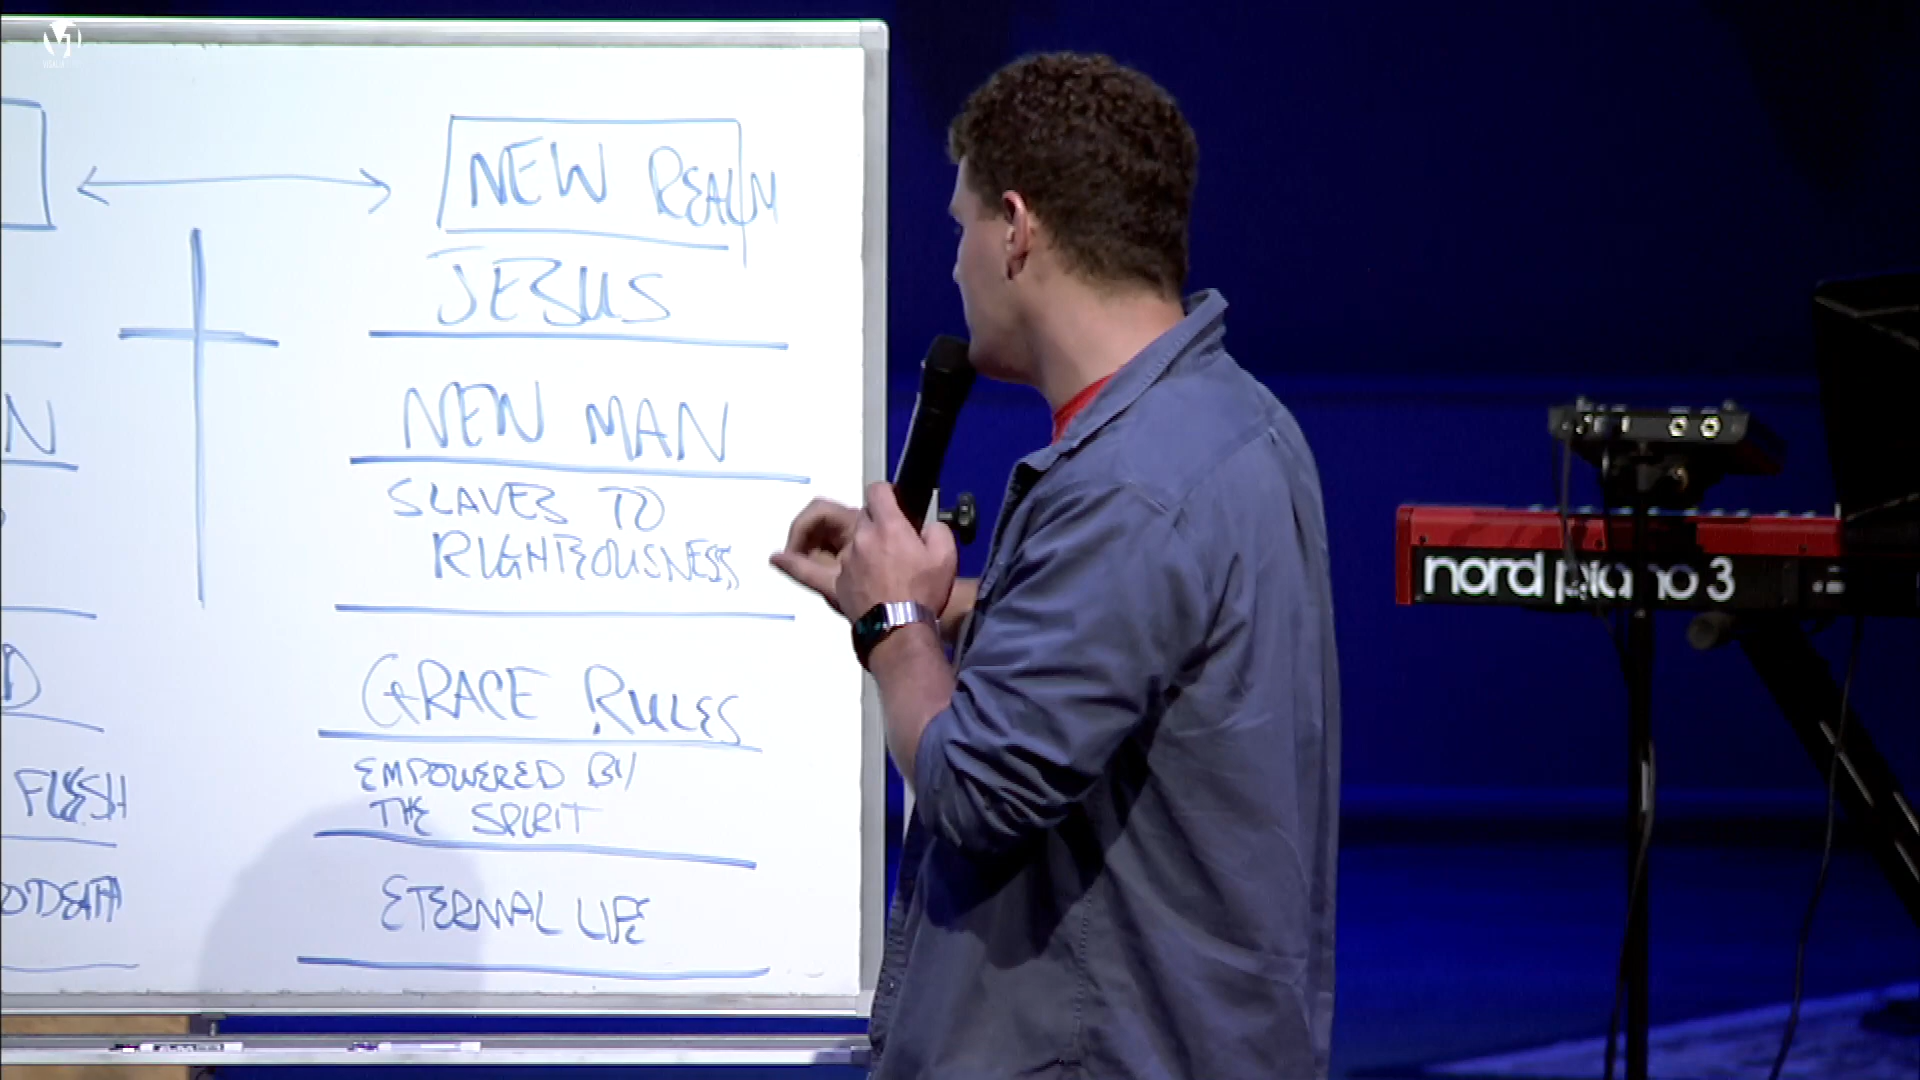 NEW REALM
JESUS
N
NEW MAN
SLAVES TO
RIGHTEOUSNESS
D
GRACE RULES
FLESH
EMPOWERED BY
THE SPIRIT
ODEATH
ETERNAL LIFE
nord piano 3